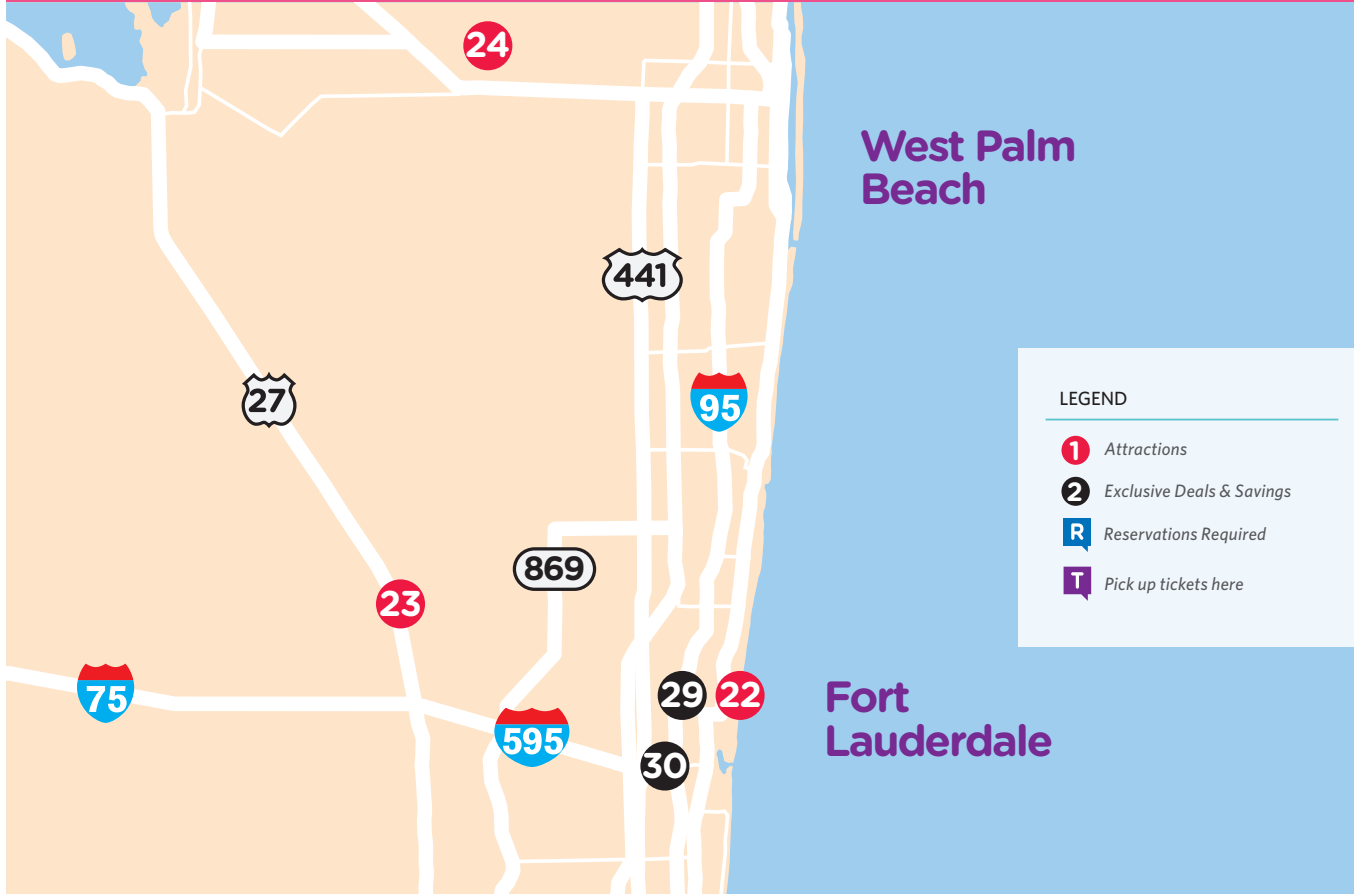 24
West Palm
Beach
441
27
95
LEGEND
1 Attractions
2 Exclusive Deals & Savings
R Reservations Required
T Pick up tickets here
869
23
75
29 22
Fort
Lauderdale
595
30